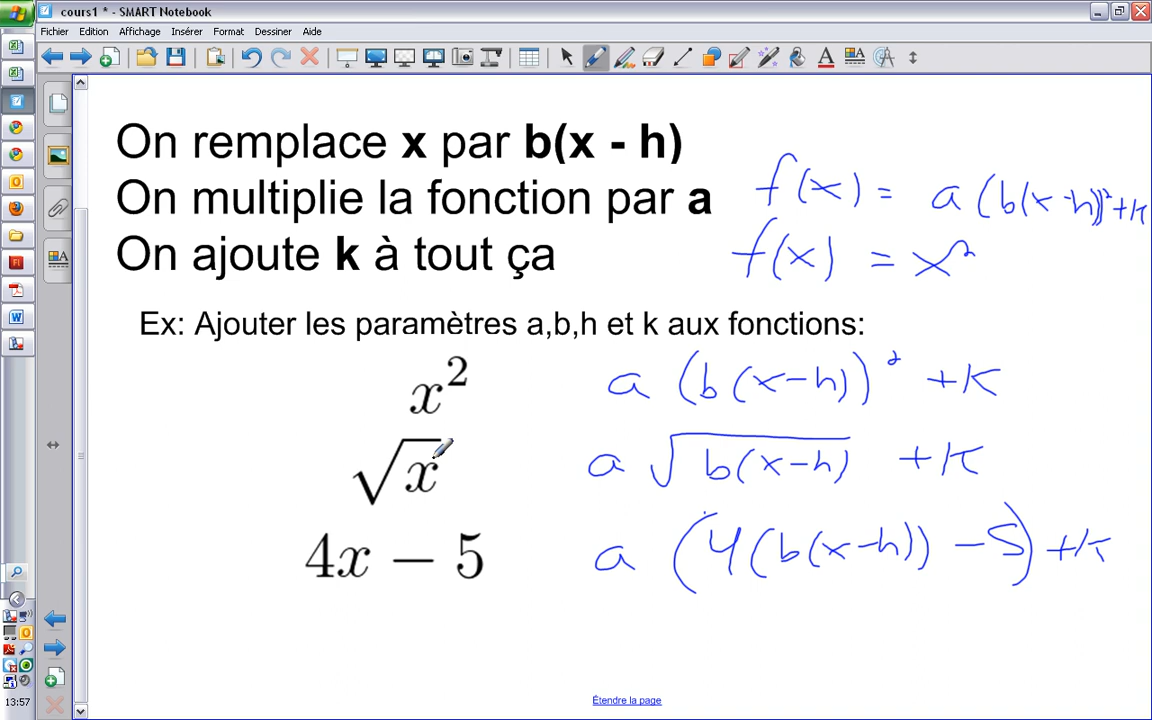 cours1 * - SMART Notebook
Fichier Edition Affichage Insérer Format Dessiner Aide
On remplace x par b(x - h)
On multiplie la fonction par a
On ajoute k à tout ça
f(x) = a(b(x-h))²+k
f(x) = x²
Ex: Ajouter les paramètres a,b,h et k aux fonctions:
x² a(b(x-h))² +k
√x a√b(x-h) +k
4x − 5 a(4(b(x-h)) -5)+k
Étendre la page
13:57